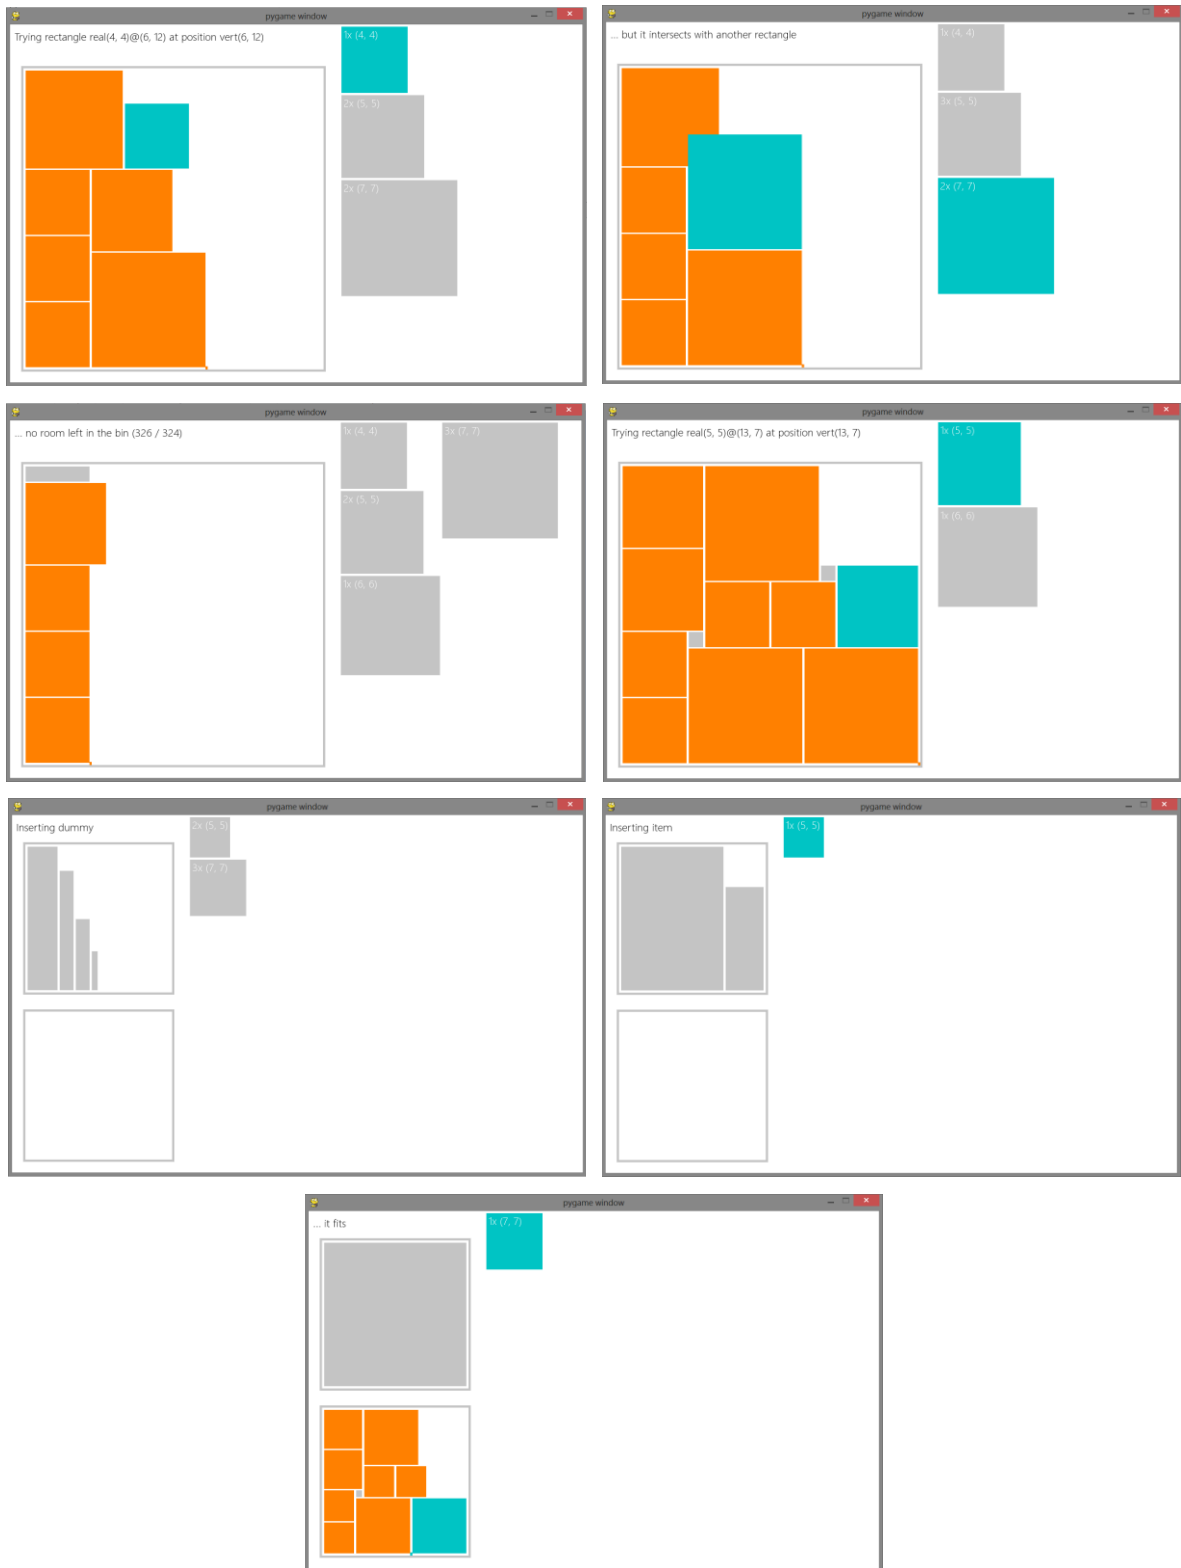 pygame window
Trying rectangle real(4, 4)@(6, 12) at position vert(6, 12)
1x (4, 4)
2x (5, 5)
2x (7, 7)
pygame window
... but it intersects with another rectangle
1x (4, 4)
3x (5, 5)
2x (7, 7)
pygame window
... no room left in the bin (326 / 324)
1x (4, 4)
3x (7, 7)
2x (5, 5)
1x (6, 6)
pygame window
Trying rectangle real(5, 5)@(13, 7) at position vert(13, 7)
1x (5, 5)
1x (6, 6)
pygame window
Inserting dummy
2x (5, 5)
3x (7, 7)
pygame window
Inserting item
1x (5, 5)
pygame window
... it fits
1x (7, 7)